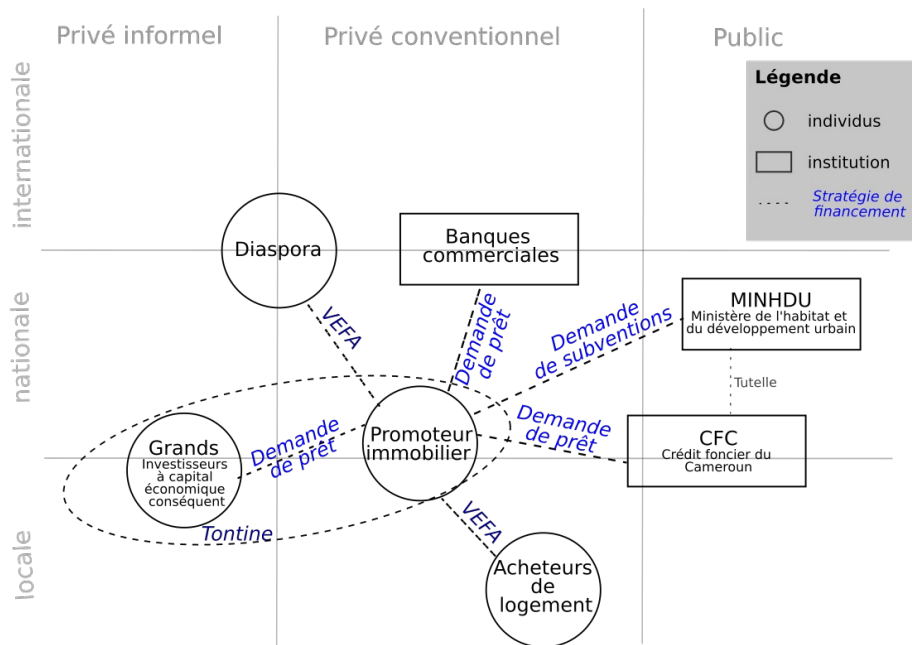 Privé informel
Privé conventionnel
Public
internationale
nationale
locale
Légende
individus
institution
Stratégie de
financement
Diaspora
Banques
commerciales
MINHDU
Ministère de l'habitat et
du développement urbain
VEFA
Demande
de prêt
Demande
de subventions
Tutelle
Grands
Investisseurs
à capital
économique
conséquent
Demande
de prêt
Promoteur
immobilier
Demande
de prêt
CFC
Crédit foncier du
Cameroun
Tontine
VEFA
Acheteurs
de
logement